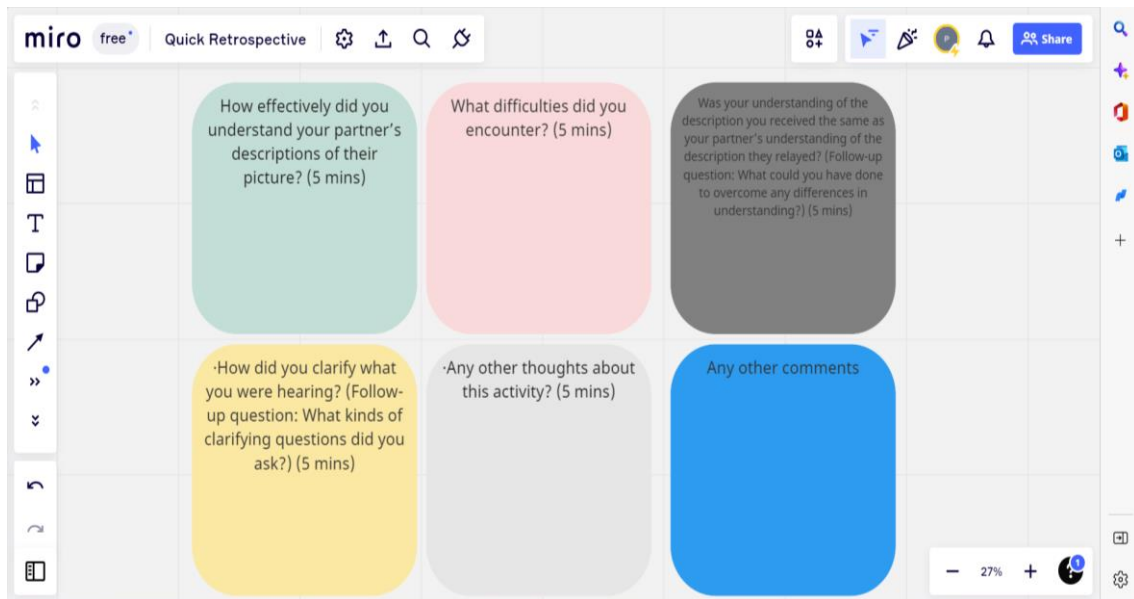 miro free Quick Retrospective
Share
How effectively did you
understand your partner's
descriptions of their
picture? (5 mins)
What difficulties did you
encounter? (5 mins)
Was your understanding of the
description you received the same as
your partner's understanding of the
description they relayed? (Follow-up
question: What could you have done
to overcome any differences in
understanding?) (5 mins)
·How did you clarify what
you were hearing? (Follow-
up question: What kinds of
clarifying questions did you
ask?) (5 mins)
·Any other thoughts about
this activity? (5 mins)
Any other comments
27%
1